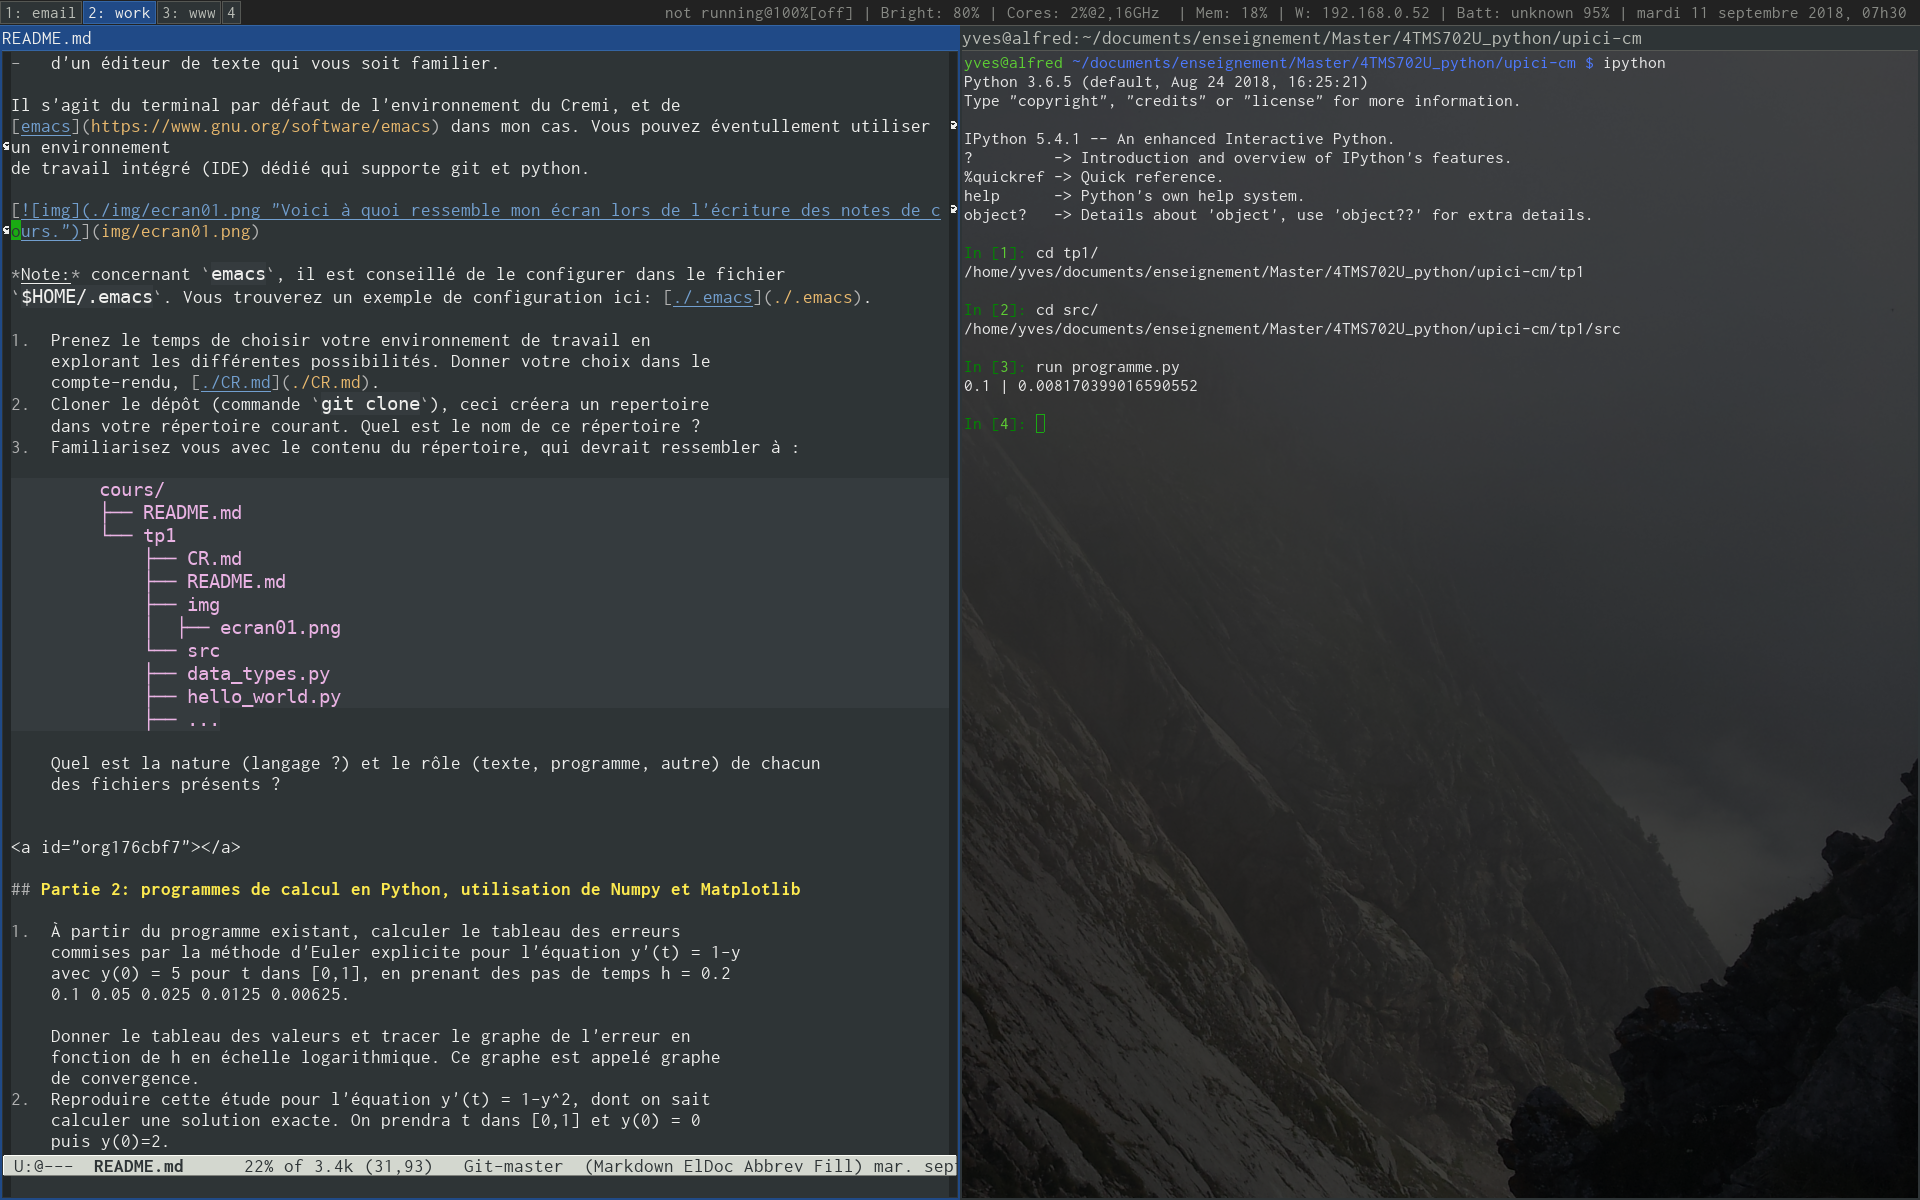 1: email 2: work 3: www 4
not running@100%[off] | Bright: 80% | Cores: 2%@2,16GHz  | Mem: 18% | W: 192.168.0.52 | Batt: unknown 95% | mardi 11 septembre 2018, 07h30
README.md
-   d'un éditeur de texte qui vous soit familier.
Il s'agit du terminal par défaut de l'environement du Cremi, et de
[emacs](https://www.gnu.org/software/emacs) dans mon cas. Vous pouvez éventullement utiliser
un environnement
de travail intégré (IDE) dédié qui supporte git et python.
[![img](./img/ecran01.png "Voici à quoi ressemble mon écran lors de l'écriture des notes de c
ours.")](img/ecran01.png)
*Note:* concernant `emacs`, il est conseillé de le configurer dans le fichier
`$HOME/.emacs`. Vous trouverez un exemple de configuration ici: [./.emacs](./.emacs).
1.  Prenez le temps de choisir votre environnement de travail en
explorant les différentes possibilités. Donner votre choix dans le
compte-rendu, [./CR.md](./CR.md).
2.  Cloner le dépôt (commande `git clone`), ceci créera un repertoire
dans votre répertoire courant. Quel est le nom de ce répertoire ?
3.  Familiarisez vous avec le contenu du répertoire, qui devrait ressembler à :
cours/
├── README.md
└── tp1
├── CR.md
├── README.md
├── img
│  ├── ecran01.png
└── src
├── data_types.py
├── hello_world.py
├── ...
Quel est la nature (langage ?) et le rôle (texte, programme, autre) de chacun
des fichiers présents ?
<a id="org176cbf7"></a>
## Partie 2: programmes de calcul en Python, utilisation de Numpy et Matplotlib
1.  À partir du programme existant, calculer le tableau des erreurs
commises par la méthode d'Euler explicite pour l'équation y'(t) = 1-y
avec y(0) = 5 pour t dans [0,1], en prenant des pas de temps h = 0.2
0.1 0.05 0.025 0.0125 0.00625.
Donner le tableau des valeurs et tracer le graphe de l'erreur en
fonction de h en échelle logarithmique. Ce graphe est appelé graphe
de convergence.
2.  Reproduire cette étude pour l'équation y'(t) = 1-y^2, dont on sait
calculer une solution exacte. On prendra t dans [0,1] et y(0) = 0
puis y(0)=2.
U:@---  README.md      22% of 3.4k (31,93)   Git-master  (Markdown ElDoc Abbrev Fill) mar. sep
yves@alfred:~/documents/enseignement/Master/4TMS702U_python/upici-cm
yves@alfred ~/documents/enseignement/Master/4TMS702U_python/upici-cm $ ipython
Python 3.6.5 (default, Aug 24 2018, 16:25:21)
Type "copyright", "credits" or "license" for more information.
IPython 5.4.1 -- An enhanced Interactive Python.
?         -> Introduction and overview of IPython's features.
%quickref -> Quick reference.
help      -> Python's own help system.
object?   -> Details about 'object', use 'object??' for extra details.
In [1]: cd tp1/
/home/yves/documents/enseignement/Master/4TMS702U_python/upici-cm/tp1
In [2]: cd src/
/home/yves/documents/enseignement/Master/4TMS702U_python/upici-cm/tp1/src
In [3]: run programme.py
0.1 | 0.008170399016590552
In [4]: